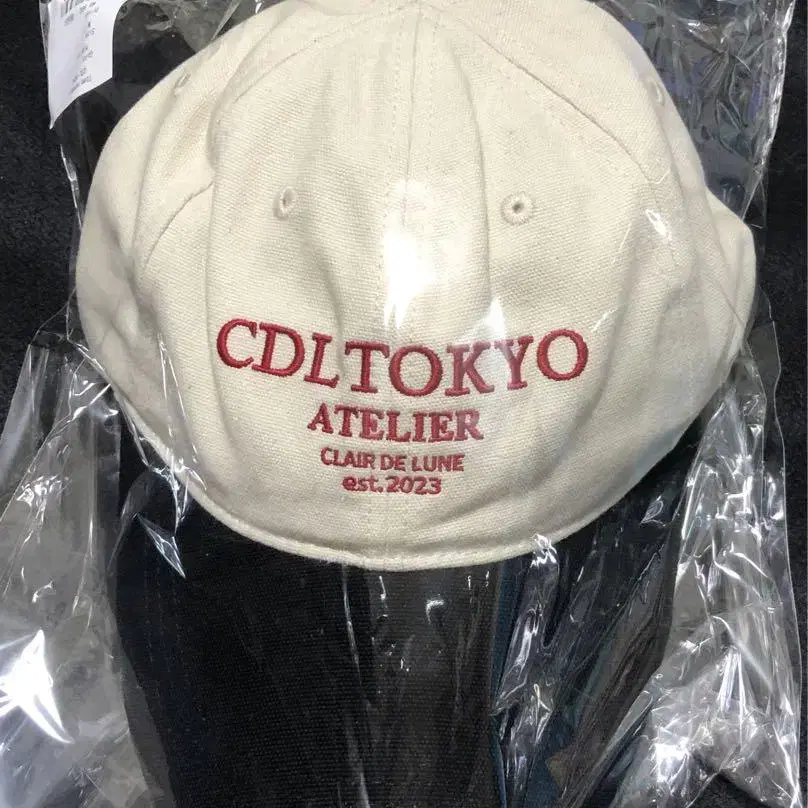 CDLTOKYO
ATELIER
CLAIR DE LUNE
est.2023